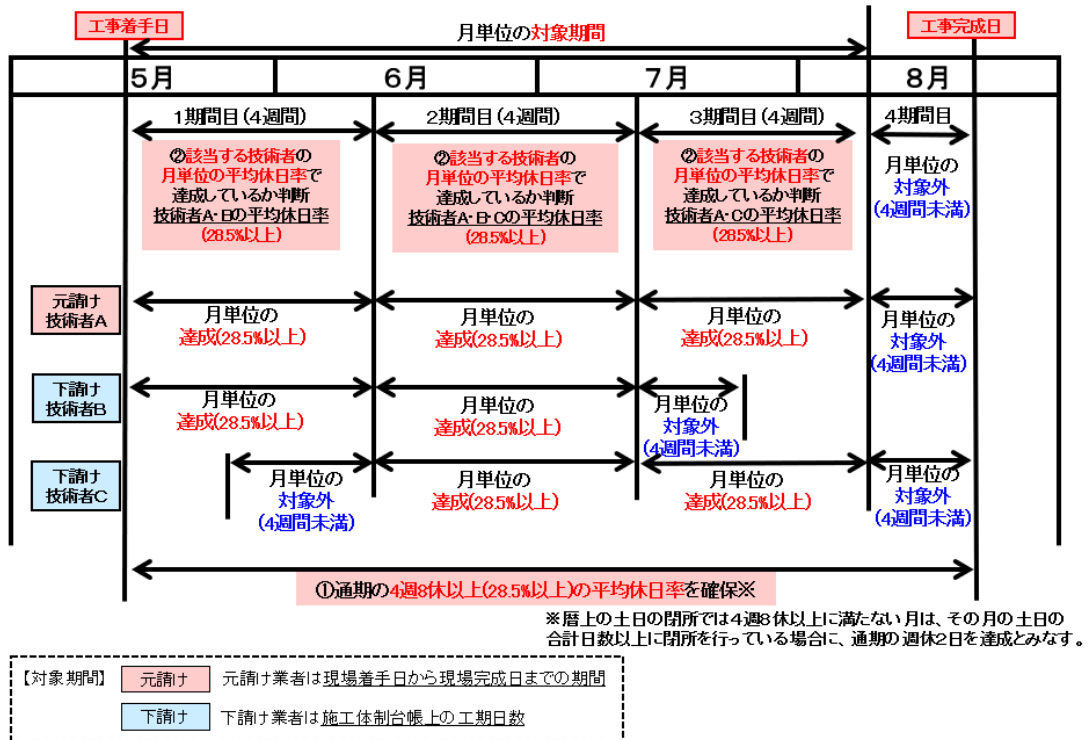 工事着手日
月単位の対象期間
工事完成日
5月
6月
7月
8月
1期間目(4週間)
2期間目(4週間)
3期間目(4週間)
4期間目
②該当する技術者の
月単位の平均休日率で
達成しているか判断
技術者A・Bの平均休日率
(28.5%以上)
②該当する技術者の
月単位の平均休日率で
達成しているか判断
技術者A・B・Cの平均休日率
(28.5%以上)
②該当する技術者の
月単位の平均休日率で
達成しているか判断
技術者A・Cの平均休日率
(28.5%以上)
月単位の
対象外
(4週間未満)
元請け
技術者A
月単位の
達成(28.5%以上)
月単位の
達成(28.5%以上)
月単位の
達成(28.5%以上)
月単位の
対象外
(4週間未満)
下請け
技術者B
月単位の
達成(28.5%以上)
月単位の
達成(28.5%以上)
月単位の
対象外
(4週間未満)
下請け
技術者C
月単位の
対象外
(4週間未満)
月単位の
達成(28.5%以上)
月単位の
達成(28.5%以上)
月単位の
対象外
(4週間未満)
①通期の4週8休以上(28.5%以上)の平均休日率を確保※
※暦上の土日の閉所では4週8休以上に満たない月は、その月の土日の
合計日数以上に閉所を行っている場合に、通期の週休2日を達成とみなす。
【対象期間】
元請け
元請け業者は現場着手日から現場完成日までの期間
下請け
下請け業者は施工体制台帳上の工期日数